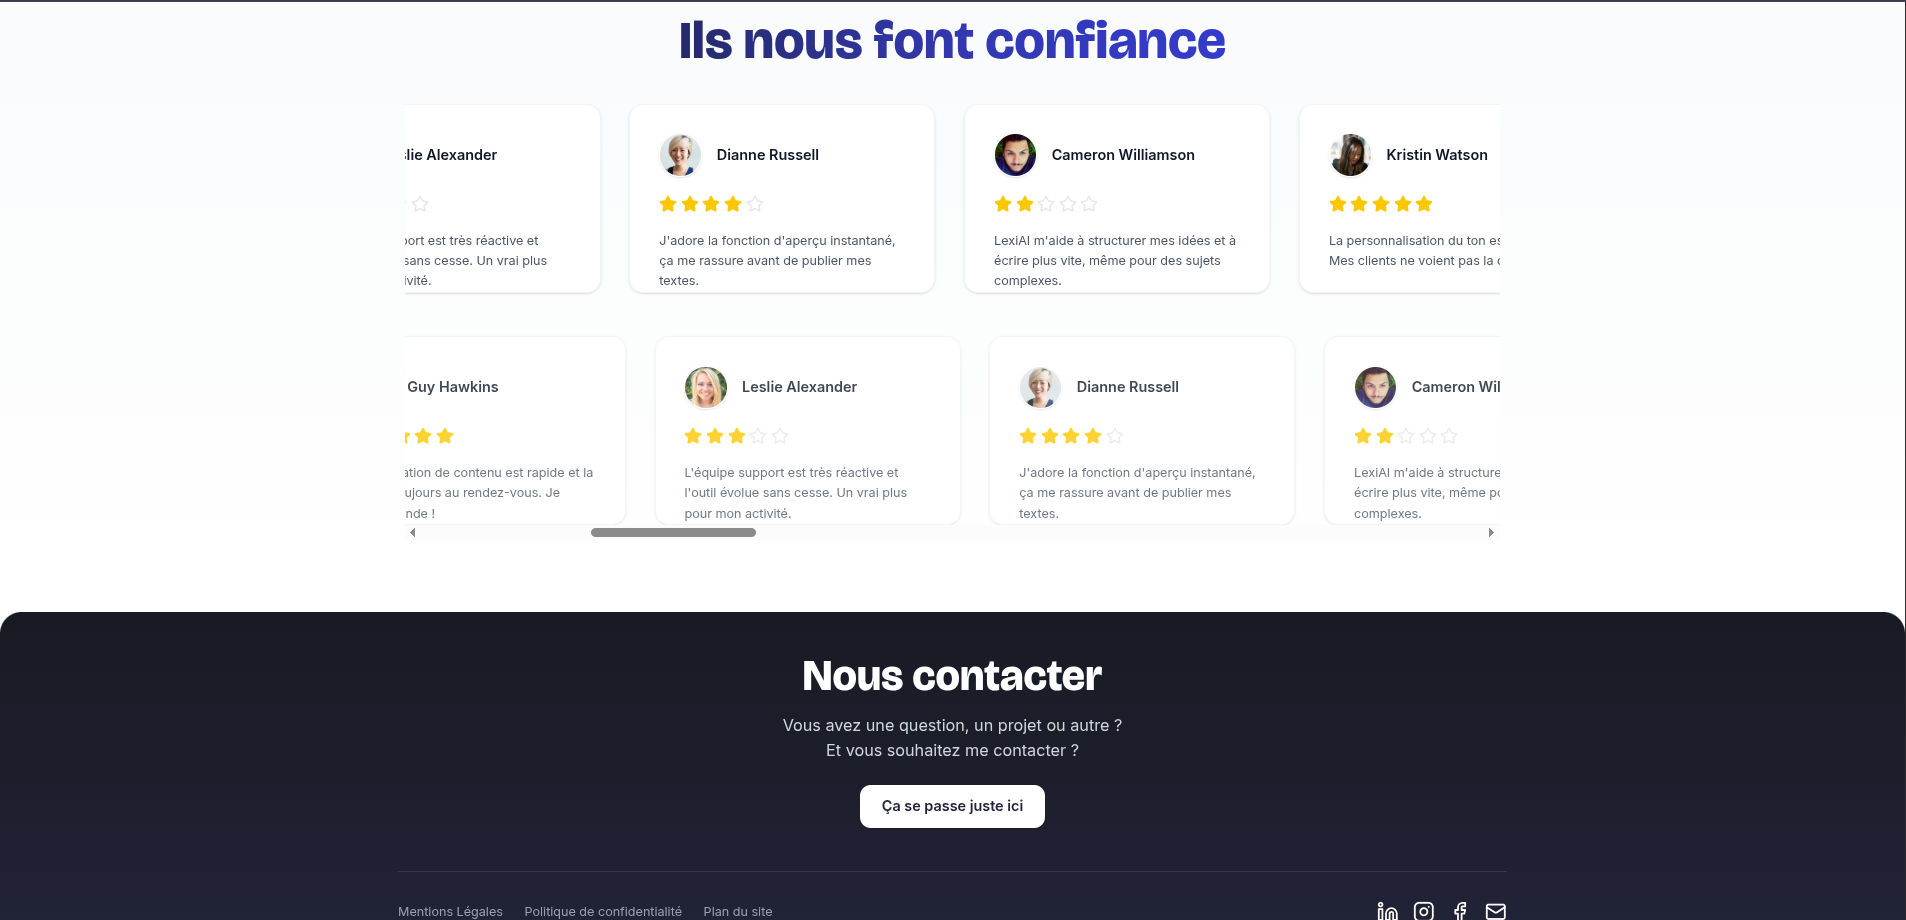 Ils nous font confiance
slie Alexander
Dianne Russell
Cameron Williamson
Kristin Watson
port est très réactive et
sans cesse. Un vrai plus
ivité.
J'adore la fonction d'aperçu instantané,
ça me rassure avant de publier mes
textes.
LexiAI m'aide à structurer mes idées et à
écrire plus vite, même pour des sujets
complexes.
La personnalisation du ton es
Mes clients ne voient pas la
Guy Hawkins
Leslie Alexander
Dianne Russell
Cameron Wil
ation de contenu est rapide et la
ujours au rendez-vous. Je
nde !
L'équipe support est très réactive et
l'outil évolue sans cesse. Un vrai plus
pour mon activité.
J'adore la fonction d'aperçu instantané,
ça me rassure avant de publier mes
textes.
LexiAI m'aide à structure
écrire plus vite, même po
complexes.
Nous contacter
Vous avez une question, un projet ou autre ?
Et vous souhaitez me contacter ?
Ça se passe juste ici
Mentions Légales
Politique de confidentialité
Plan du site